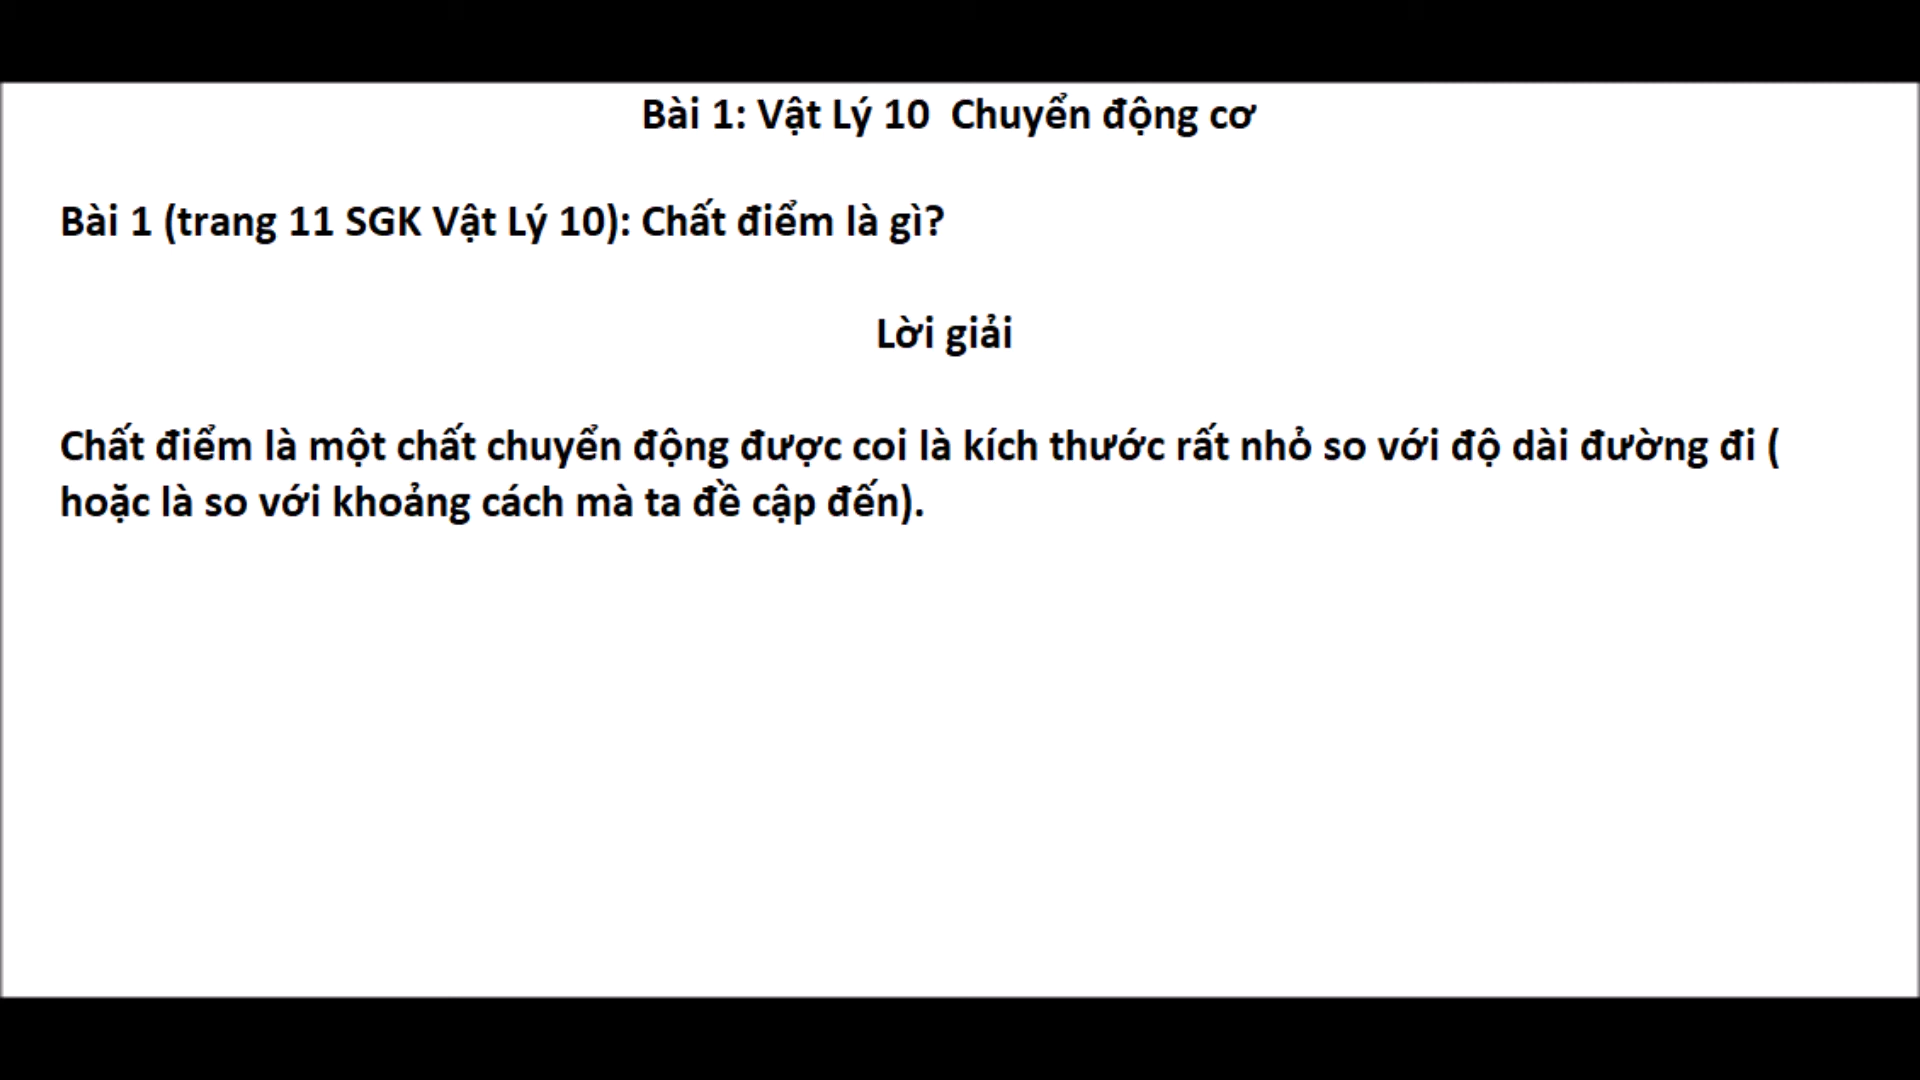 Bài 1: Vật Lý 10  Chuyển động cơ
Bài 1 (trang 11 SGK Vật Lý 10): Chất điểm là gì?
Lời giải
Chất điểm là một chất chuyển động được coi là kích thước rất nhỏ so với độ dài đường đi (
hoặc là so với khoảng cách mà ta đề cập đến).